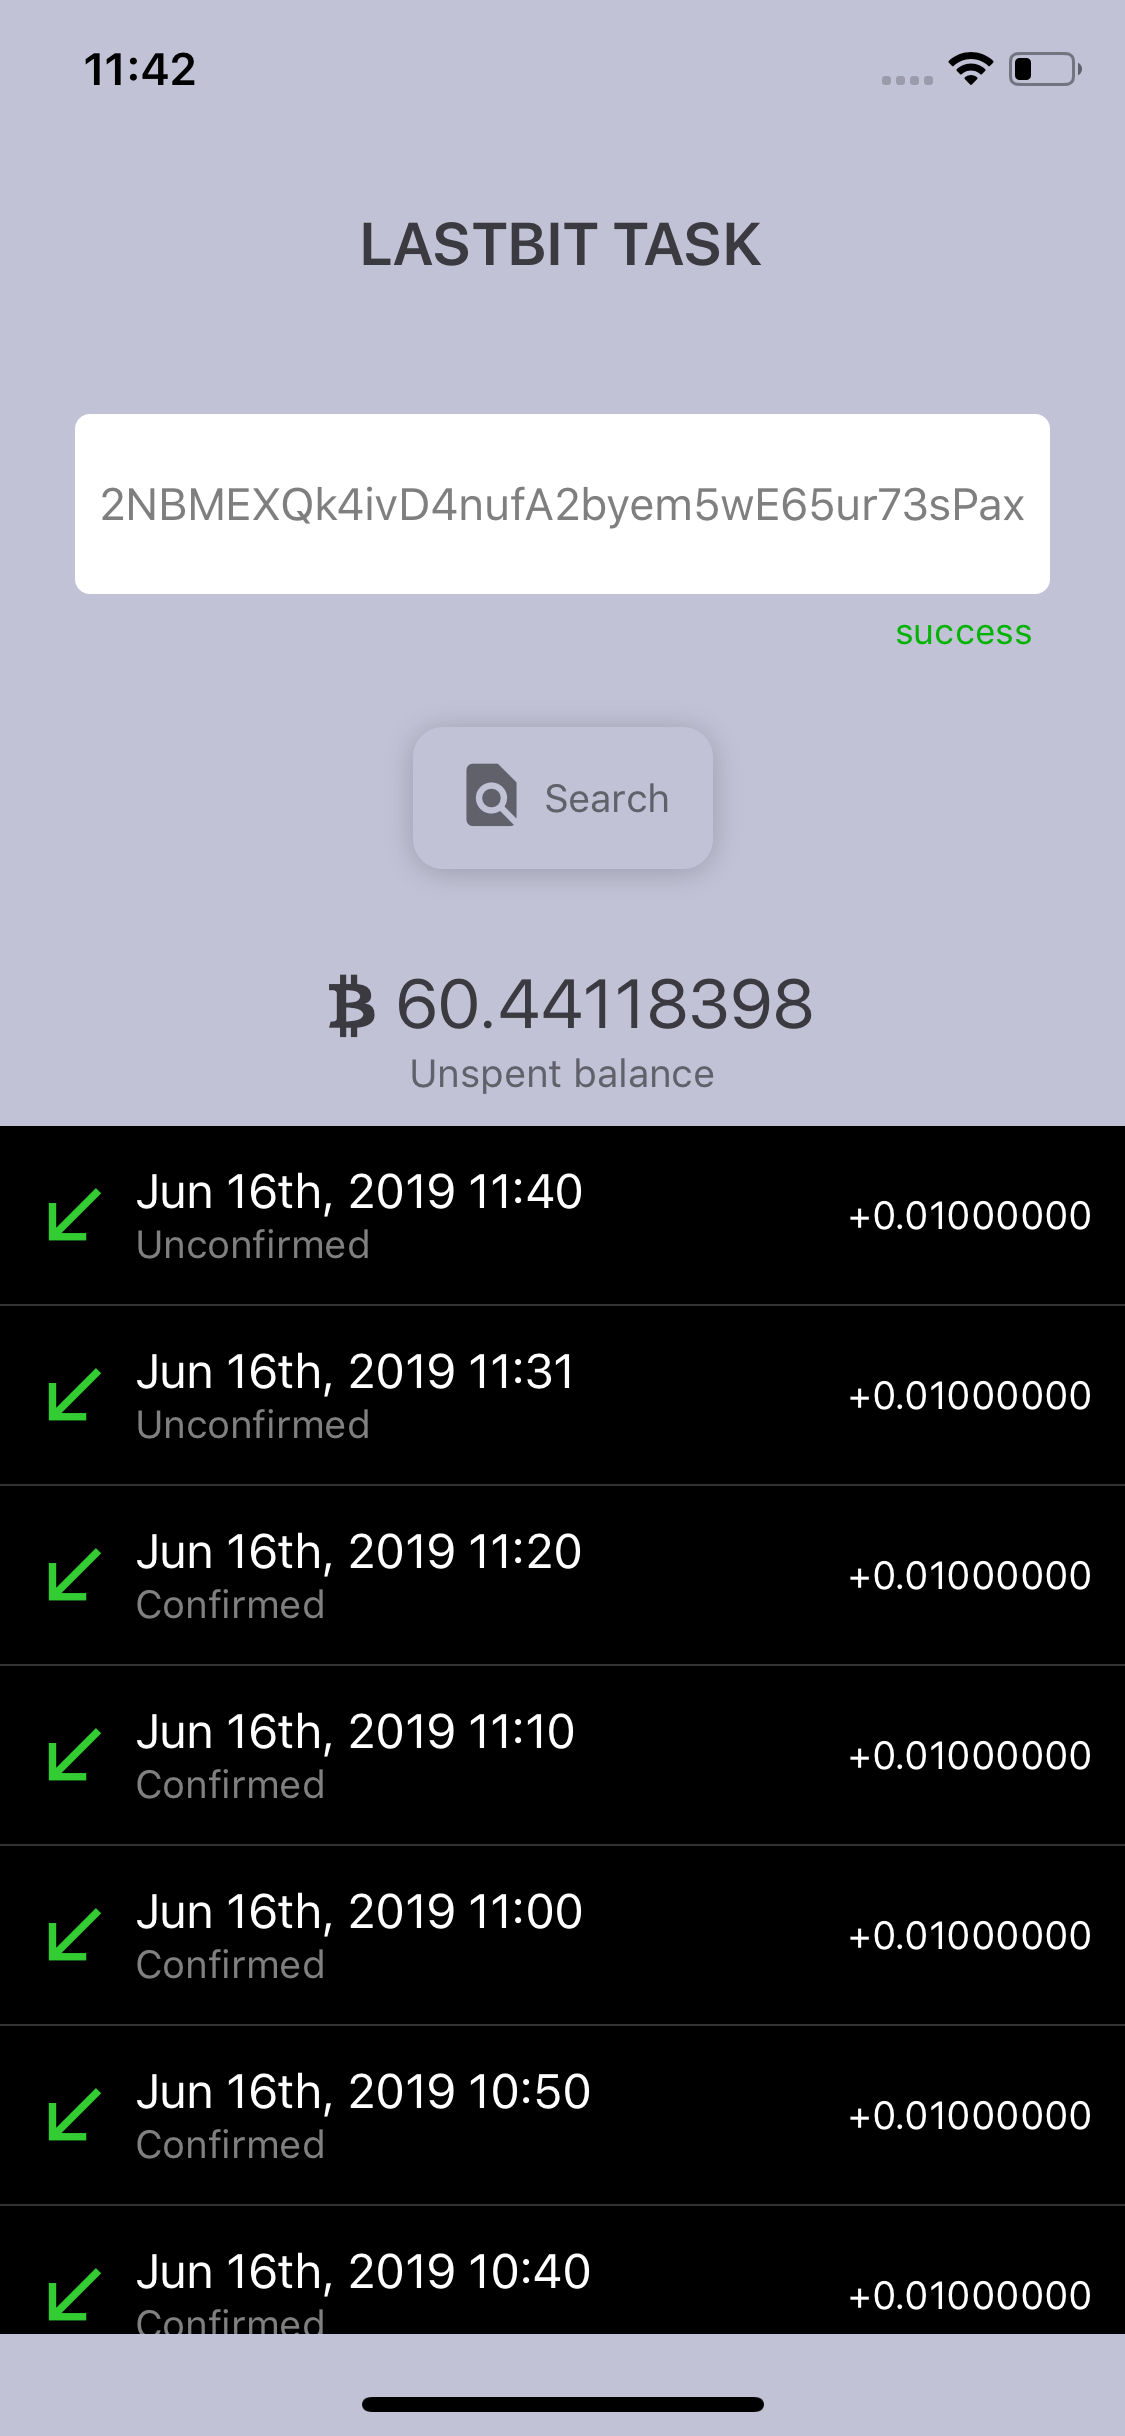 11:42
LASTBIT TASK
2NBMEXQk4ivD4nufA2byem5wE65ur73sPax
success
Search
₿ 60.44118398
Unspent balance
Jun 16th, 2019 11:40
Unconfirmed
+0.01000000
Jun 16th, 2019 11:31
Unconfirmed
+0.01000000
Jun 16th, 2019 11:20
Confirmed
+0.01000000
Jun 16th, 2019 11:10
Confirmed
+0.01000000
Jun 16th, 2019 11:00
Confirmed
+0.01000000
Jun 16th, 2019 10:50
Confirmed
+0.01000000
Jun 16th, 2019 10:40
Confirmed
+0.01000000